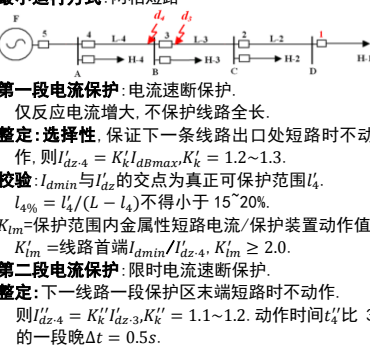 最小运行方式:两相短路
F d₄ d₃
5 4 L-4 3 L-3 2 L-2 1
H-4 H-3 H-2 H-1
A B C D
第一段电流保护:电流速断保护.
仅反应电流增大,不保护线路全长.
整定:选择性,保证下一条线路出口处短路时不动
作,则I'dz·4 = K'kIdBmax,K'k = 1.2~1.3.
校验:Idmin与I'dz的交点为真正可保护范围l'4.
l4% = l'4/(L − l4)不得小于 15~20%.
Klm=保护范围内金属性短路电流/保护装置动作值
K'lm =线路首端Idmin/I'dz·4, K'lm ≥ 2.0.
第二段电流保护:限时电流速断保护.
整定:下一线路一段保护区末端短路时不动作.
则I''dz·4 = K''kI'dz·3,K''k = 1.1~1.2. 动作时间t''4比 3
的一段晚Δt = 0.5s.